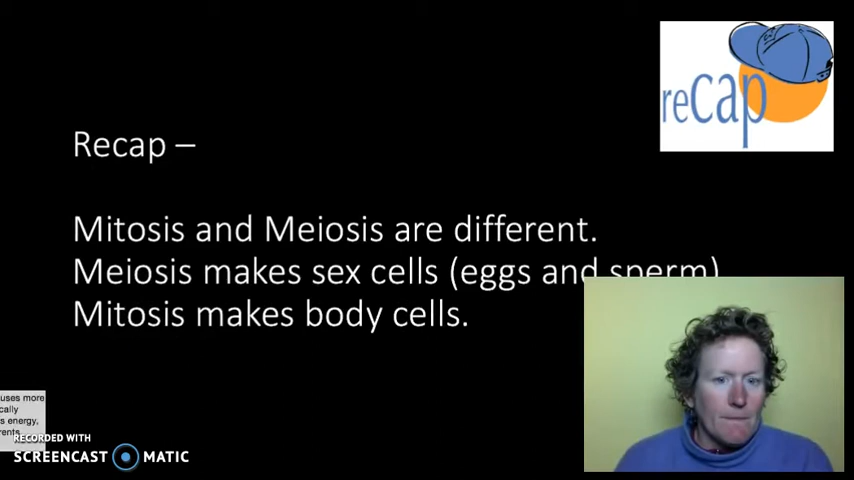 reCap
Recap –
Mitosis and Meiosis are different.
Meiosis makes sex cells (eggs and sperm)
Mitosis makes body cells.
uses more
cally
s energy,
rents
RECORDED WITH
SCREENCAST MATIC